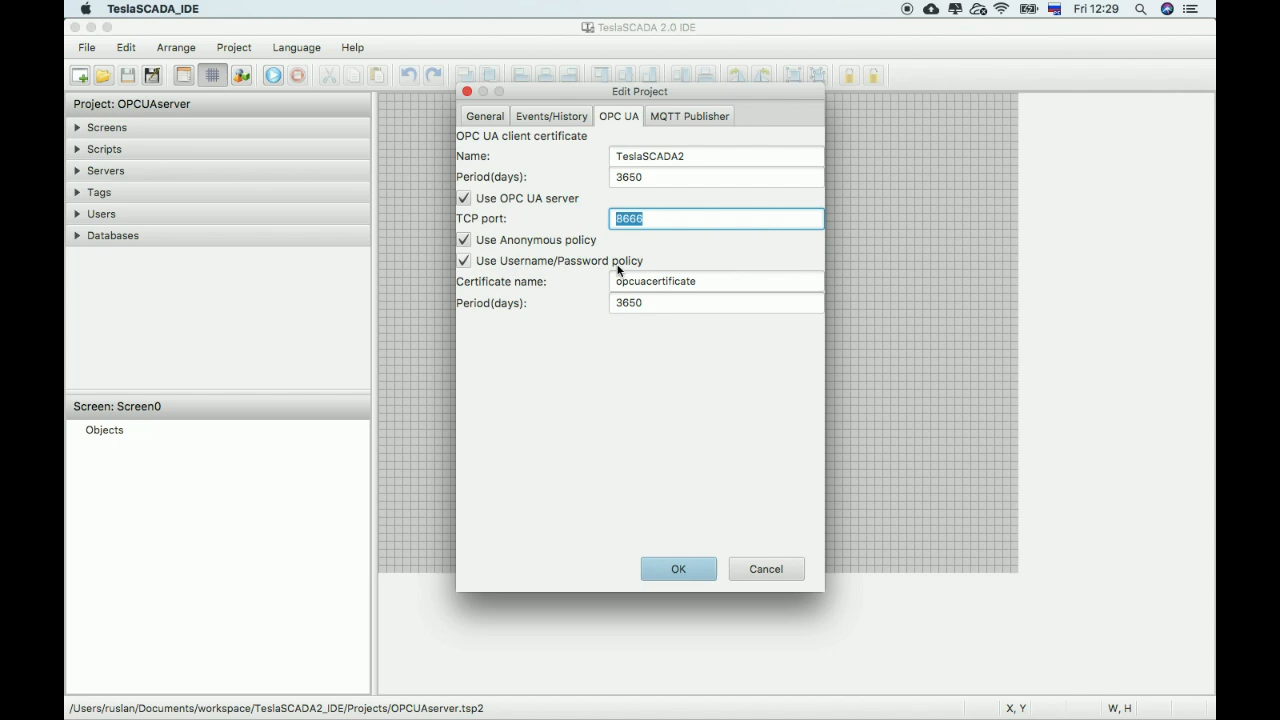 TeslaSCADA_IDE
Fri 12:29
TeslaSCADA 2.0 IDE
File Edit Arrange Project Language Help
Project: OPCUAserver
Screens
Scripts
Servers
Tags
Users
Databases
Screen: Screen0
Objects
Edit Project
General Events/History OPC UA MQTT Publisher
OPC UA client certificate
Name: TeslaSCADA2
Period(days): 3650
Use OPC UA server
TCP port: 8666
Use Anonymous policy
Use Username/Password policy
Certificate name: opcuacertificate
Period(days): 3650
OK Cancel
/Users/ruslan/Documents/workspace/TeslaSCADA2_IDE/Projects/OPCUAserver.tsp2 X, Y W, H